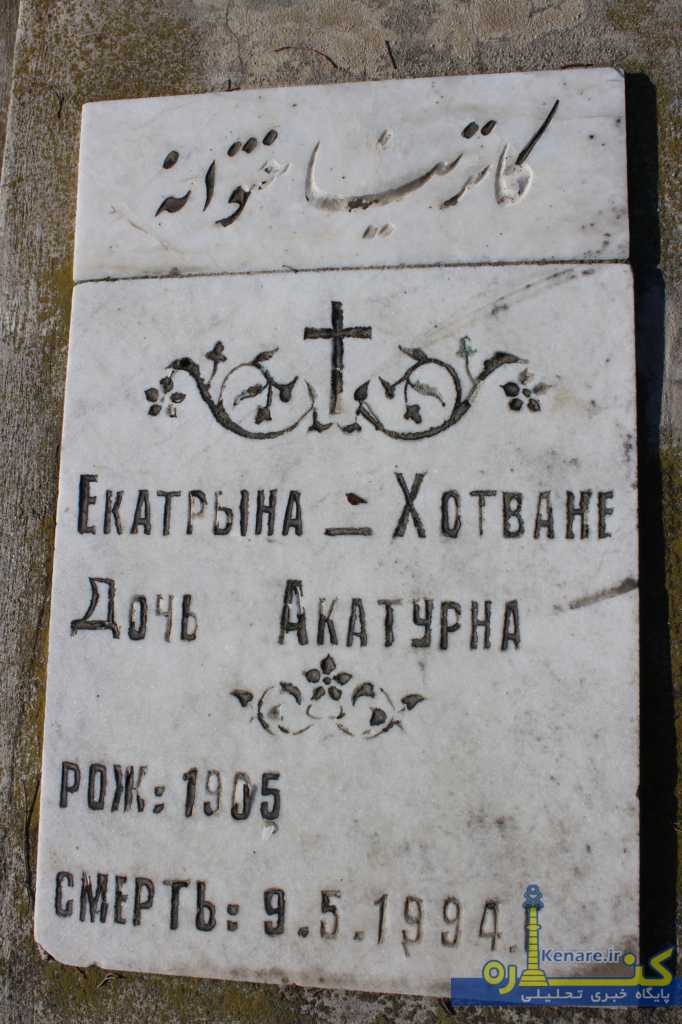 کاترینا ختوانه
ЕКАТРЫНА = ХОТВАНЕ
ДОЧЬ АКАТУРНА
РОЖ: 1905
СМЕРТЬ: 9.5.1994.
Kenare.ir
کناره
پایگاه خبری تحلیلی